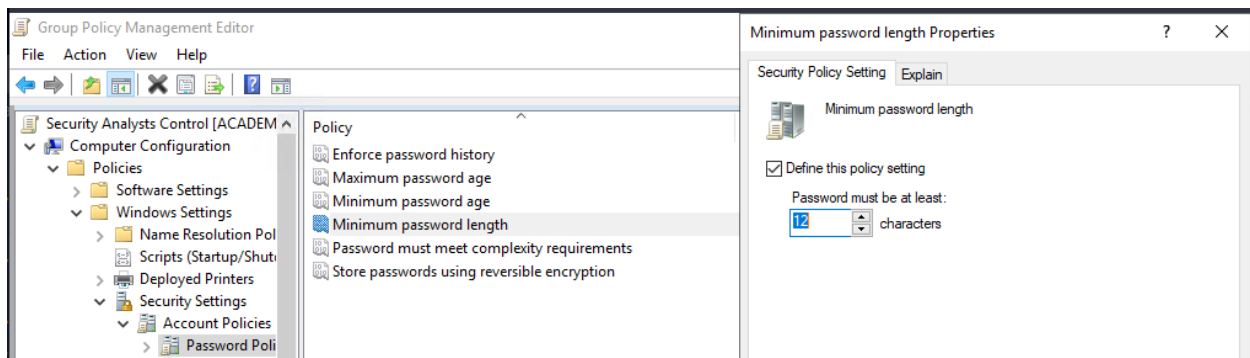 Group Policy Management Editor
File Action View Help
Security Analysts Control [ACADEM
Computer Configuration
Policies
Software Settings
Windows Settings
Name Resolution Pol
Scripts (Startup/Shut
Deployed Printers
Security Settings
Account Policies
Password Poli
Policy
Enforce password history
Maximum password age
Minimum password age
Minimum password length
Password must meet complexity requirements
Store passwords using reversible encryption
Minimum password length Properties ? X
Security Policy Setting Explain
Minimum password length
Define this policy setting
Password must be at least:
12 characters